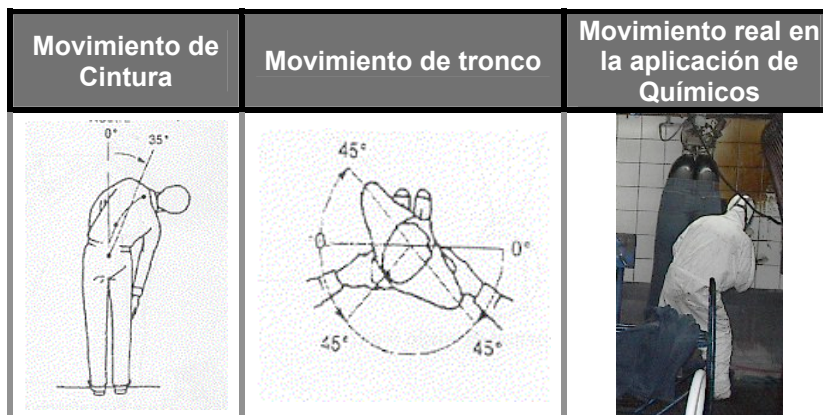 Movimiento de
Cintura
Movimiento de tronco
Movimiento real en
la aplicación de
Químicos
0°
35°
45°
0
0°
45°
45°